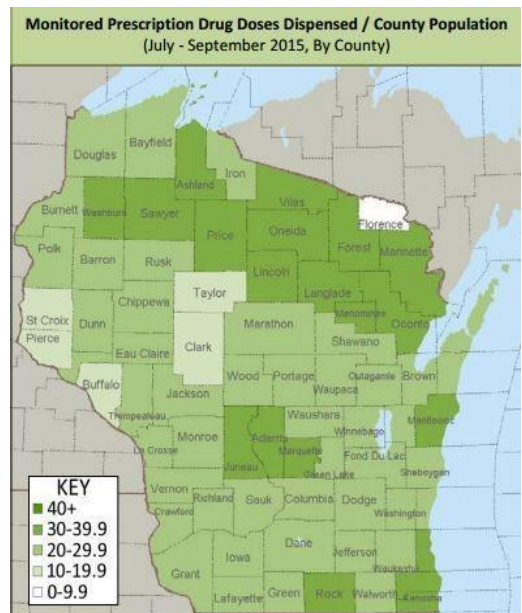 Monitored Prescription Drug Doses Dispensed / County Population
(July - September 2015, By County)
Bayfield
Douglas
Iron
Ashland
Vilas
Florence
Burnett
Washburn
Sawyer
Price
Oneida
Forest
Marinette
Polk
Barron
Rusk
Lincoln
Langlade
Taylor
Chippewa
Menominee
Oconto
St Croix
Dunn
Marathon
Pierce
Clark
Shawano
Eau Claire
Buffalo
Wood
Portage
Outagamie
Brown
Waupaca
Jackson
Trempealeau
Waushara
Manitowoc
Adams
Winnebago
Monroe
Marquette
La Crosse
Juneau
Fond Du Lac
Green Lake
Sheboygan
Vernon
Richland
Sauk
Columbia
Dodge
Crawford
Washington
Dane
Iowa
Jefferson
Waukesha
Grant
Lafayette
Green
Rock
Walworth
Kenosha
KEY
40+
30-39.9
20-29.9
10-19.9
0-9.9